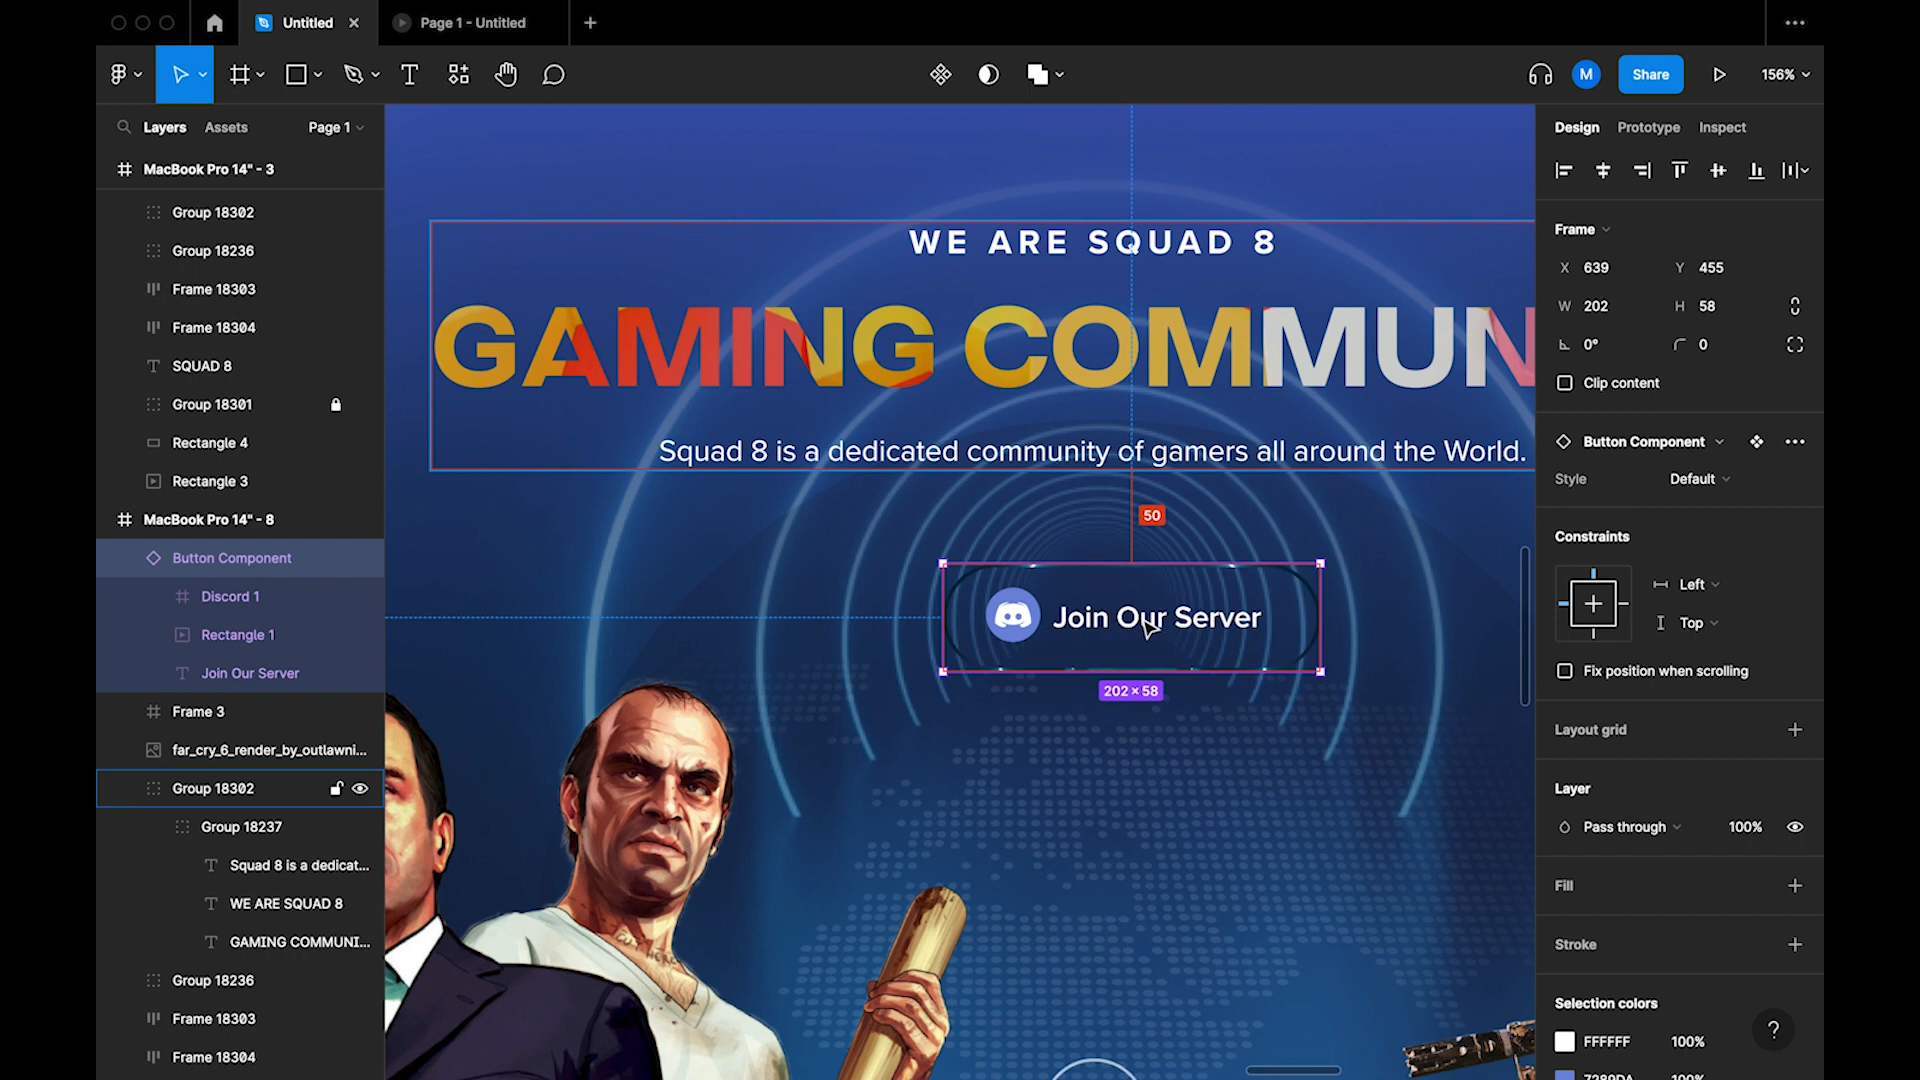 Untitled
Page 1 - Untitled
M
Share
156%
Layers
Assets
Page 1
MacBook Pro 14" - 3
Group 18302
Group 18236
Frame 18303
Frame 18304
SQUAD 8
Group 18301
Rectangle 4
Rectangle 3
MacBook Pro 14" - 8
Button Component
Discord 1
Rectangle 1
Join Our Server
Frame 3
far_cry_6_render_by_outlawni...
Group 18302
Group 18237
Squad 8 is a dedicat...
WE ARE SQUAD 8
GAMING COMMUNI...
Group 18236
Frame 18303
Frame 18304
WE ARE SQUAD 8
GAMING COMMUN
Squad 8 is a dedicated community of gamers all around the World.
50
Join Our Server
202 × 58
Design
Prototype
Inspect
Frame
X 639
Y 455
W 202
H 58
0°
0
Clip content
Button Component
Style
Default
Constraints
Left
Top
Fix position when scrolling
Layout grid
Layer
Pass through
100%
Fill
Stroke
Selection colors
FFFFFF
100%
7289DA
100%
?